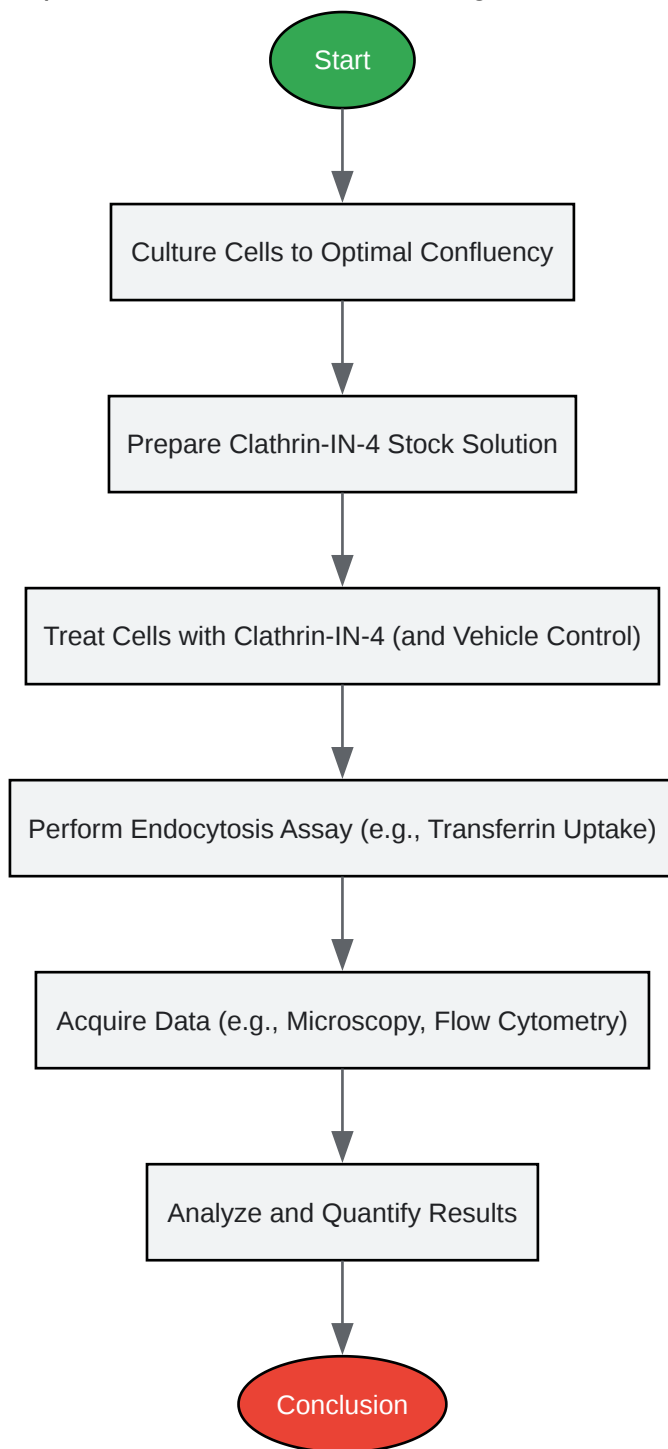 Start
Culture Cells to Optimal Confluency
Prepare Clathrin-IN-4 Stock Solution
Treat Cells with Clathrin-IN-4 (and Vehicle Control)
Perform Endocytosis Assay (e.g., Transferrin Uptake)
Acquire Data (e.g., Microscopy, Flow Cytometry)
Analyze and Quantify Results
Conclusion